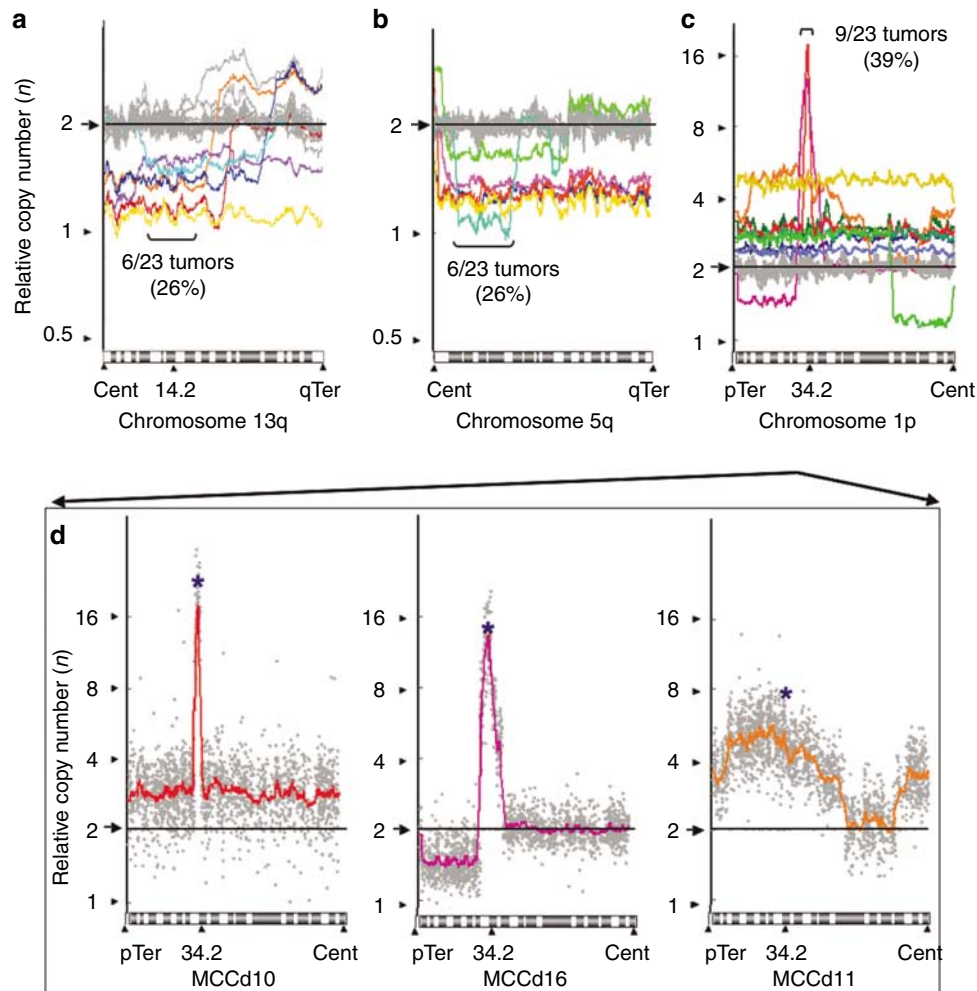 a
b
c
Relative copy number (n)
2
1
0.5
6/23 tumors
(26%)
Cent 14.2 qTer
Chromosome 13q
2
1
0.5
6/23 tumors
(26%)
Cent qTer
Chromosome 5q
16
8
4
2
1
9/23 tumors
(39%)
pTer 34.2 Cent
Chromosome 1p
d
Relative copy number (n)
16
8
4
2
1
*
pTer 34.2 Cent
MCCd10
16
8
4
2
1
*
pTer 34.2 Cent
MCCd16
16
8
4
2
1
*
pTer 34.2 Cent
MCCd11